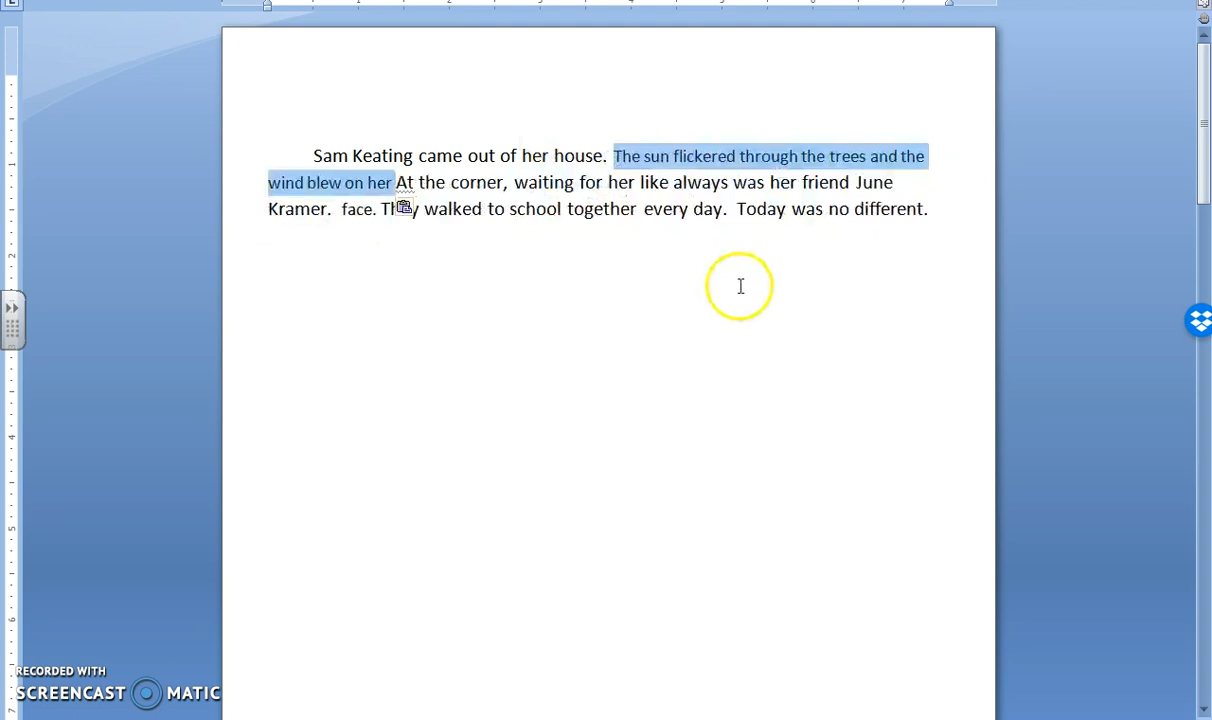 Sam Keating came out of her house. The sun flickered through the trees and the
wind blew on her At the corner, waiting for her like always was her friend June
Kramer. face. Th y walked to school together every day. Today was no different.
RECORDED WITH
SCREENCAST MATIC